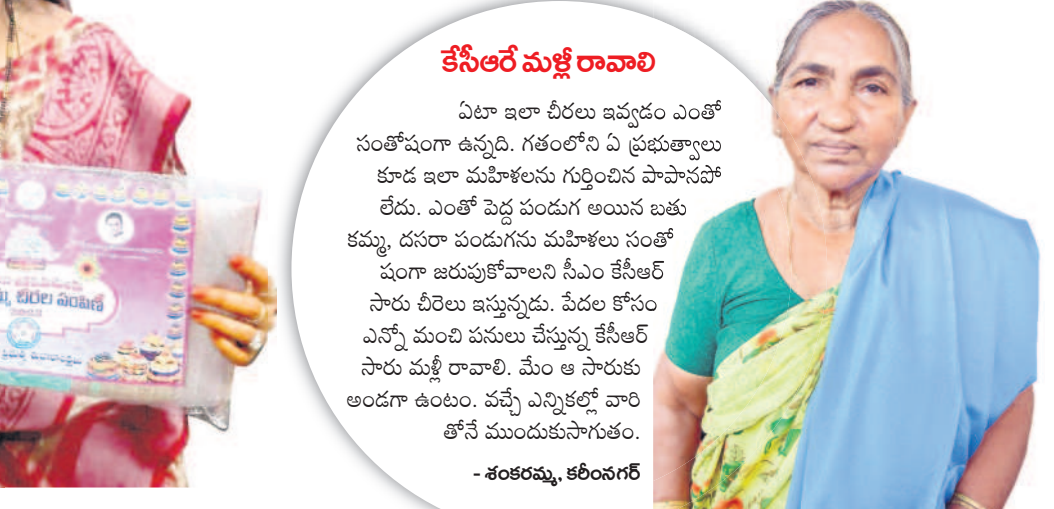 కేసీఆరే మళ్లీ రావాలి
ఏటా ఇలా చీరలు ఇవ్వడం ఎంతో
సంతోషంగా ఉన్నది. గతంలోని ఏ ప్రభుత్వాలు
కూడ ఇలా మహిళలను గుర్తించిన పాపానపో
లేదు. ఎంతో పెద్ద పండుగ అయిన బతు
కమ్మ, దసరా పండుగను మహిళలు సంతో
షంగా జరుపుకోవాలని సీఎం కేసీఆర్
సారు చీరెలు ఇస్తున్నడు. పేదల కోసం
ఎన్నో మంచి పనులు చేస్తున్న కేసీఆర్
సారు మళ్లీ రావాలి. మేం ఆ సారుకు
అండగా ఉంటం. వచ్చే ఎన్నికల్లో వారి
తోనే ముందుకుసాగుతం.
- శంకరమ్మ, కరీంనగర్
చీరల పంపిణీ